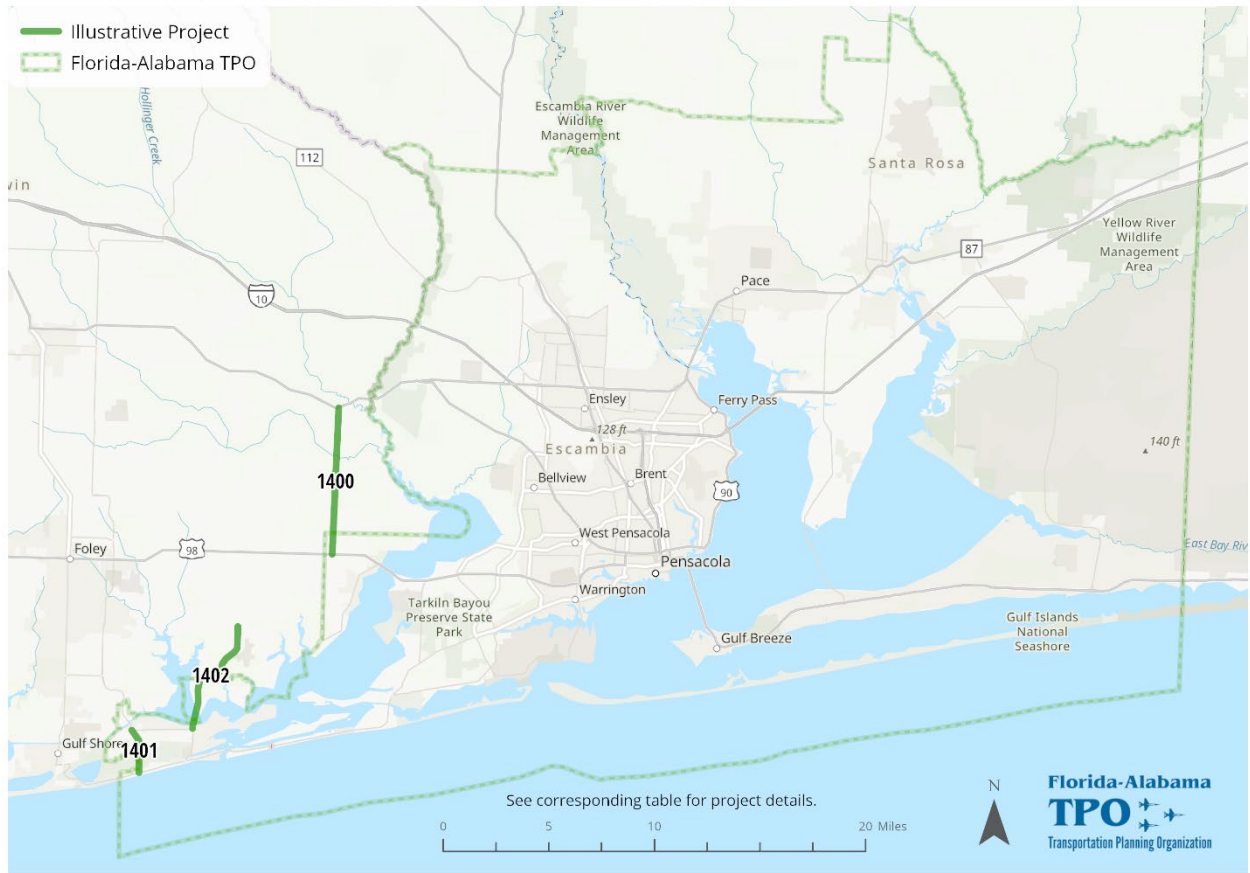 Illustrative Project
Florida-Alabama TPO
Hollinger Creek
112
Escambia River
Wildlife
Management
Area
Santa Rosa
win
Yellow River
Wildlife
Management
Area
87
10
Pace
Ensley
Ferry Pass
128 ft
Escambia
140 ft
1400
Bellview
Brent
90
Foley
98
West Pensacola
Pensacola
East Bay Riv
Warrington
Tarkiln Bayou
Preserve State
Park
Gulf Breeze
Gulf Islands
National
Seashore
1402
Gulf Shore
1401
See corresponding table for project details.
0 5 10 20 Miles
N
Florida-Alabama
TPO
Transportation Planning Organization